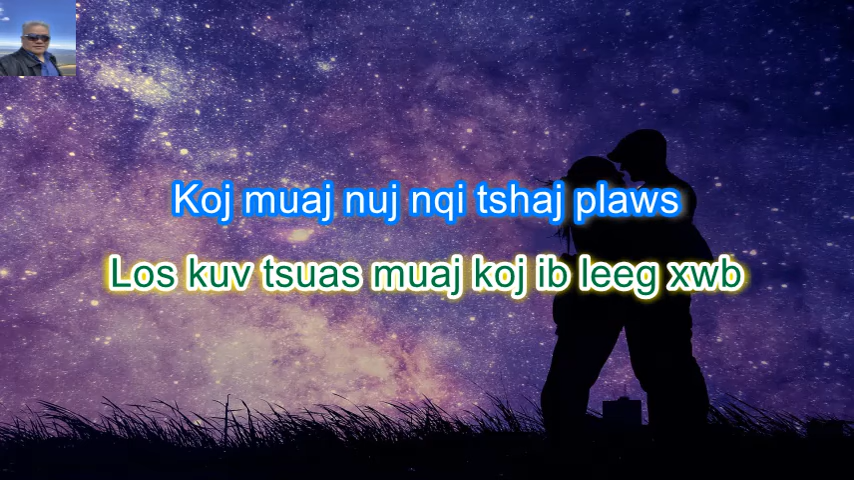 Koj muaj nuj nqi tshaj plaws
Los kuv tsuas muaj koj ib leeg xwb